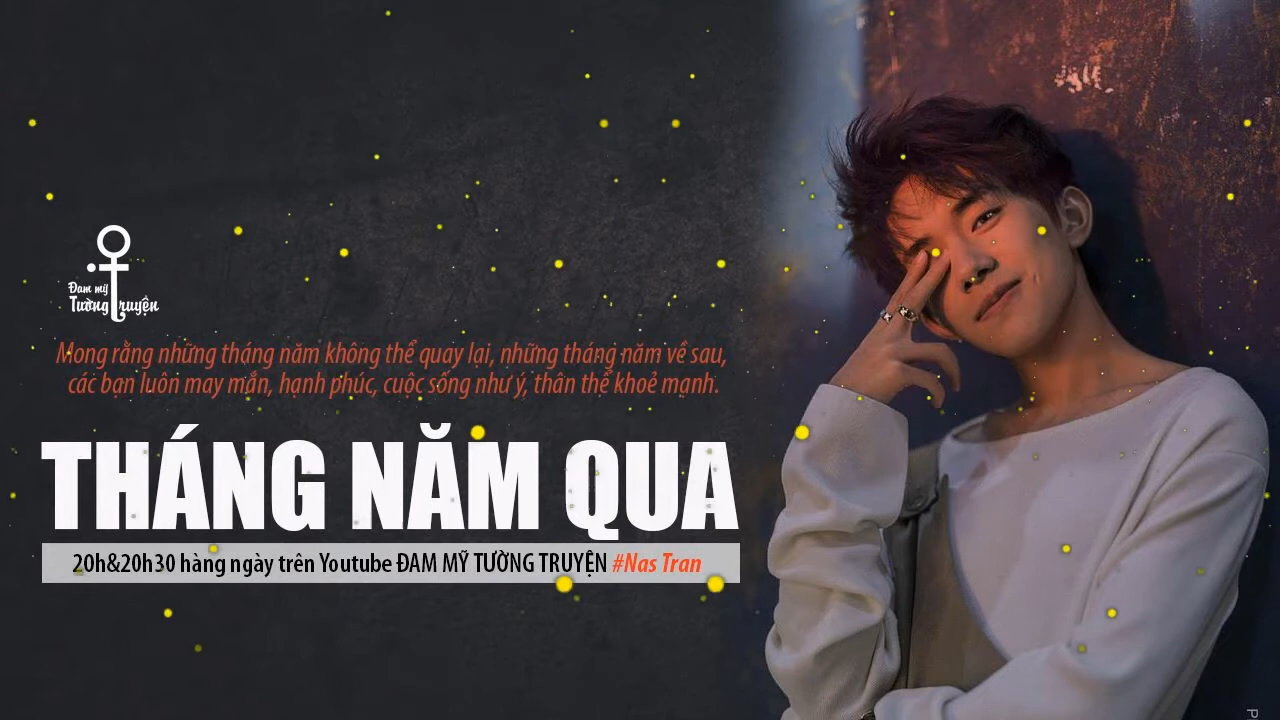 Đam mỹ
Tường Truyện
Mong rằng những tháng năm không thể quay lại, những tháng năm về sau,
các bạn luôn may mắn, hạnh phúc, cuộc sống như ý, thân thể khoẻ mạnh.
THÁNG NĂM QUA
20h&20h30 hàng ngày trên Youtube ĐAM MỸ TƯỜNG TRUYỆN #Nas Tran
P